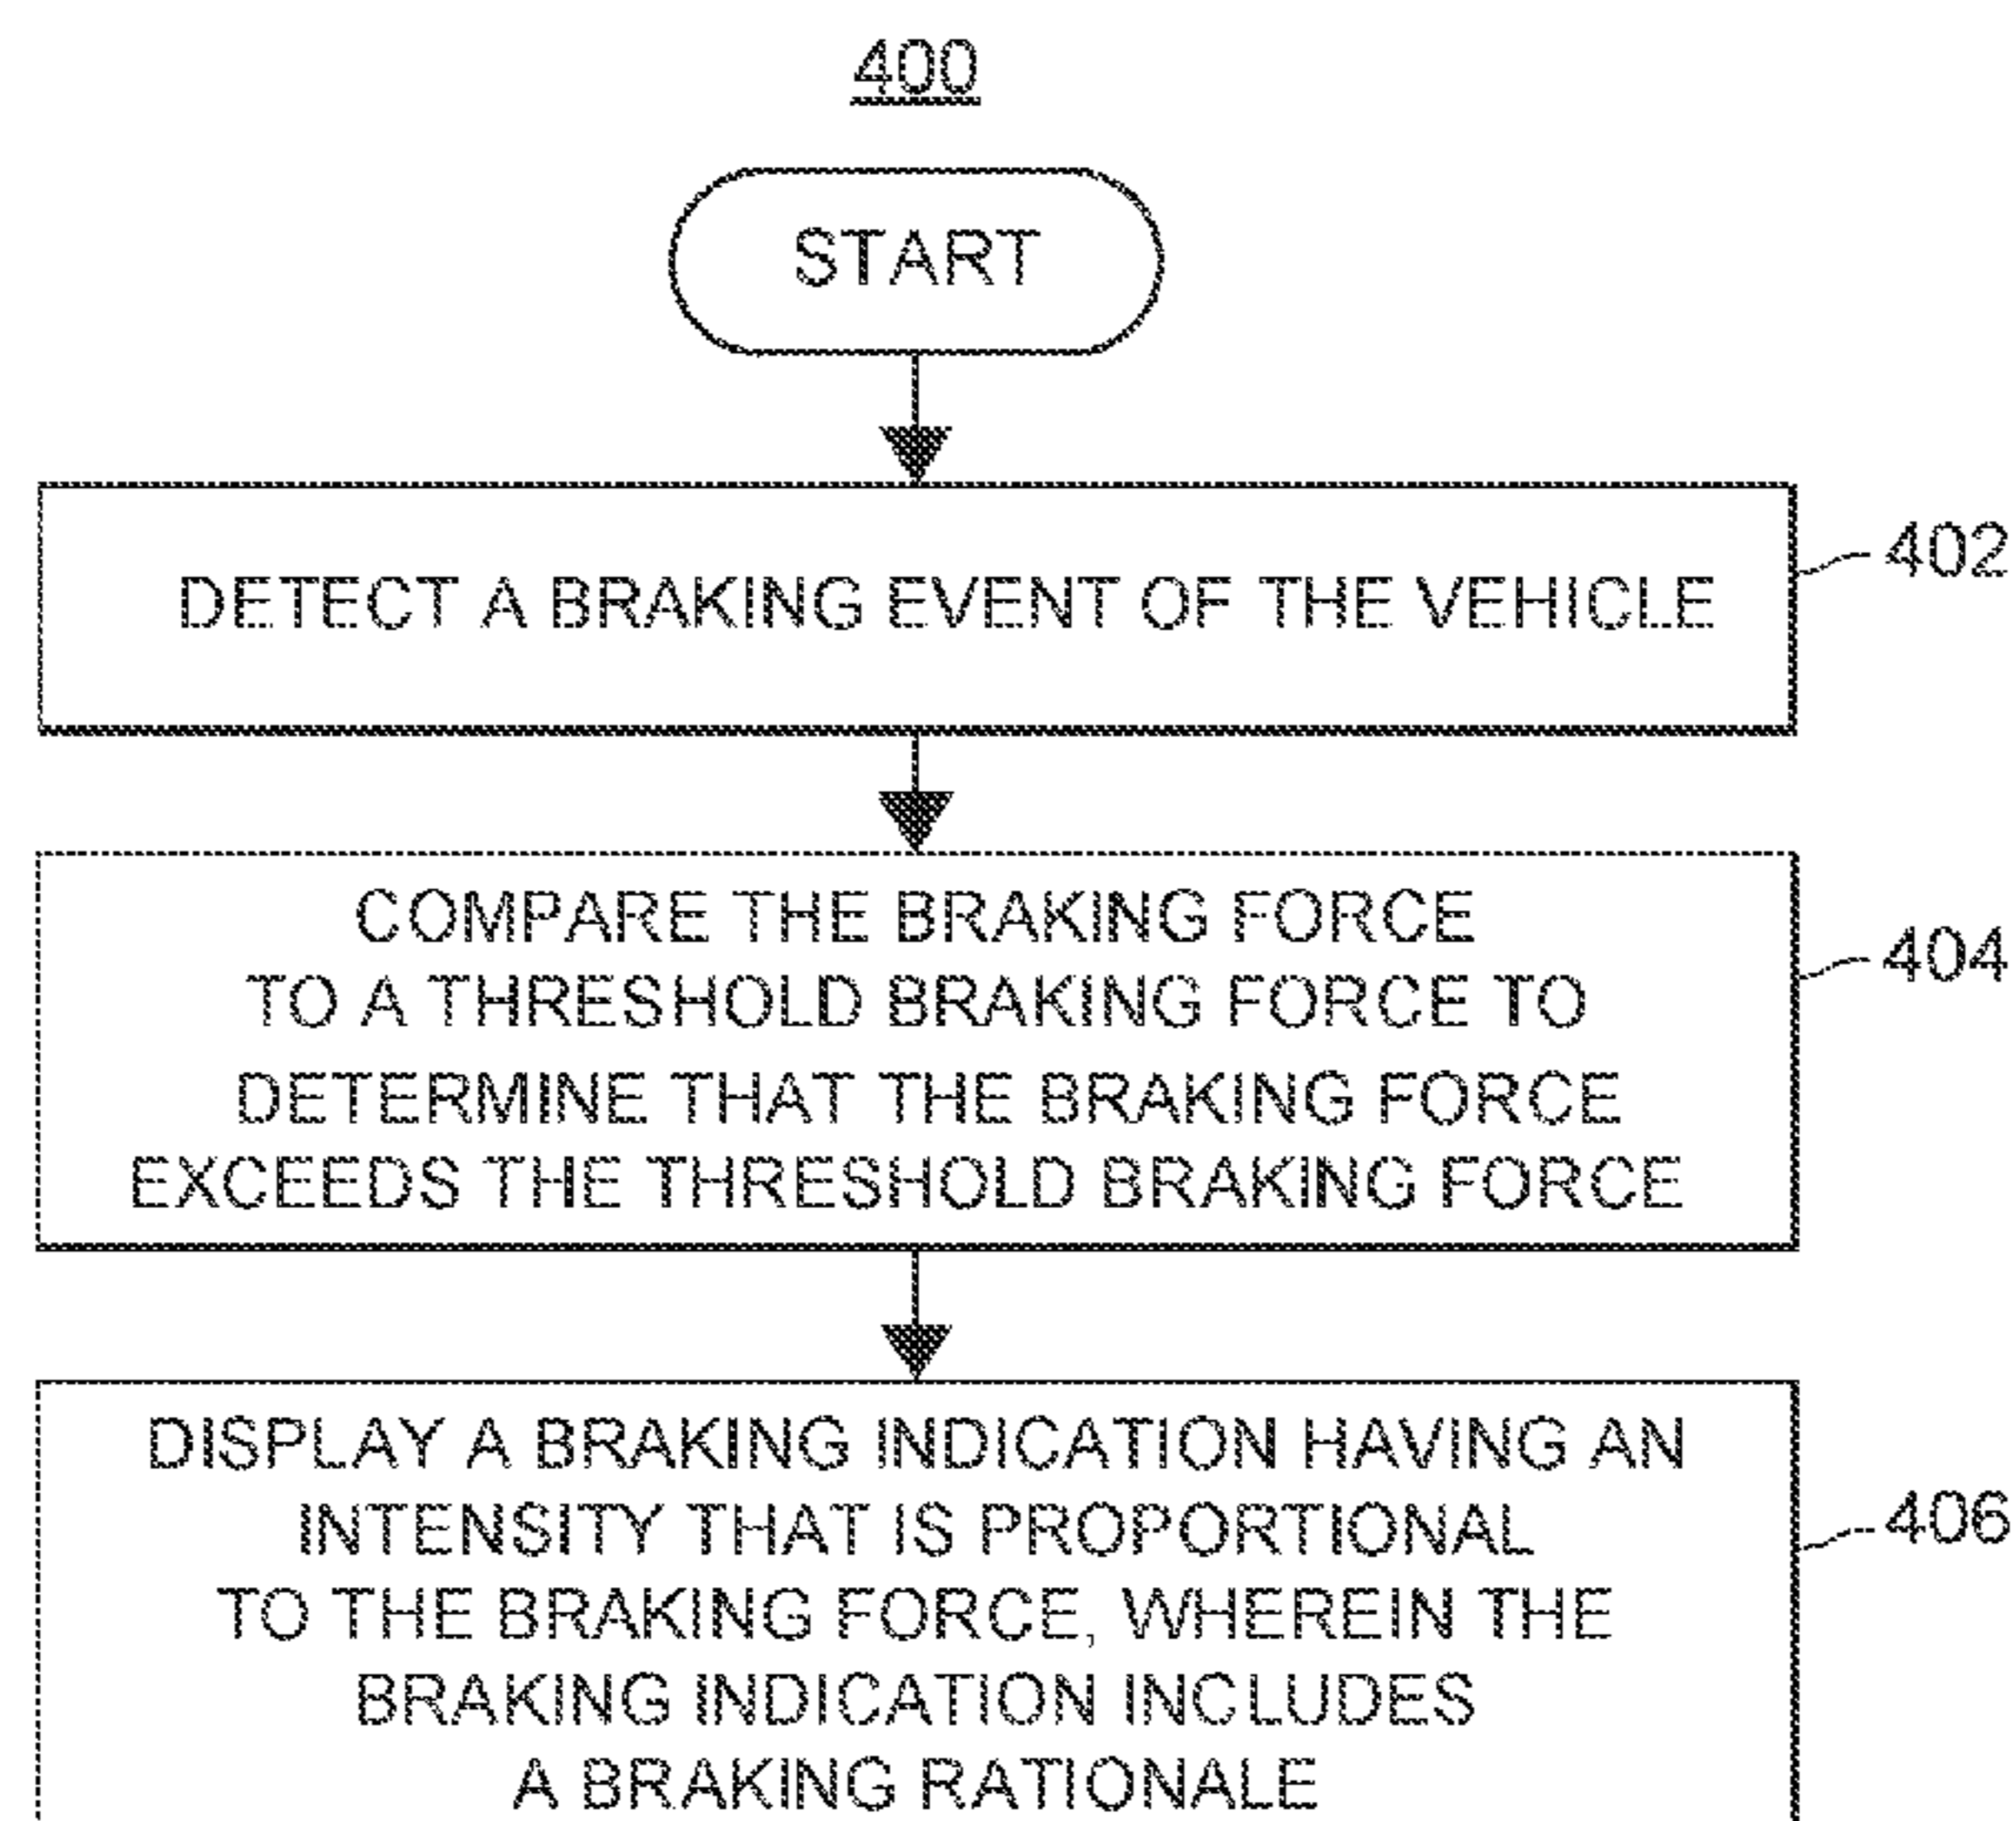 400
START
DETECT A BRAKING EVENT OF THE VEHICLE
402
COMPARE THE BRAKING FORCE
TO A THRESHOLD BRAKING FORCE TO
DETERMINE THAT THE BRAKING FORCE
EXCEEDS THE THRESHOLD BRAKING FORCE
404
DISPLAY A BRAKING INDICATION HAVING AN
INTENSITY THAT IS PROPORTIONAL
TO THE BRAKING FORCE, WHEREIN THE
BRAKING INDICATION INCLUDES
A BRAKING RATIONALE
406